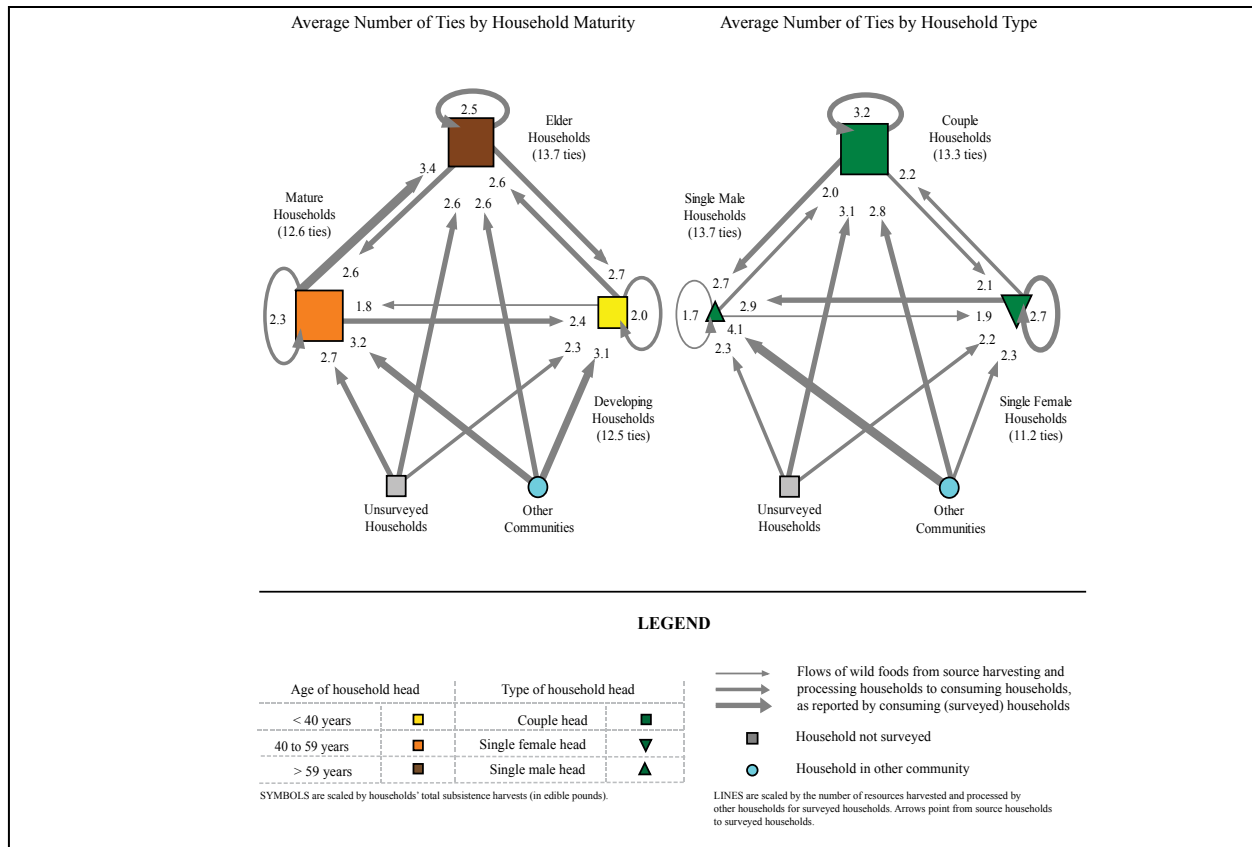 Average Number of Ties by Household Maturity
2.5
Elder
Households
(13.7 ties)
3.4
2.6
Mature
Households
(12.6 ties)
2.6
2.6
2.6
2.7
1.8
2.3
2.4
2.0
3.2
2.7
2.3
3.1
Developing
Households
(12.5 ties)
Unsurveyed
Households
Other
Communities
Average Number of Ties by Household Type
3.2
Couple
Households
(13.3 ties)
2.2
2.0
Single Male
Households
(13.7 ties)
3.1
2.8
2.7
2.1
2.9
1.7
1.9
2.7
4.1
2.3
2.2
2.3
Single Female
Households
(11.2 ties)
Unsurveyed
Households
Other
Communities
LEGEND
Age of household head
Type of household head
< 40 years
Couple head
40 to 59 years
Single female head
> 59 years
Single male head
SYMBOLS are scaled by households’ total subsistence harvests (in edible pounds).
Flows of wild foods from source harvesting and
processing households to consuming households,
as reported by consuming (surveyed) households
Household not surveyed
Household in other community
LINES are scaled by the number of resources harvested and processed by
other households for surveyed households. Arrows point from source households
to surveyed households.